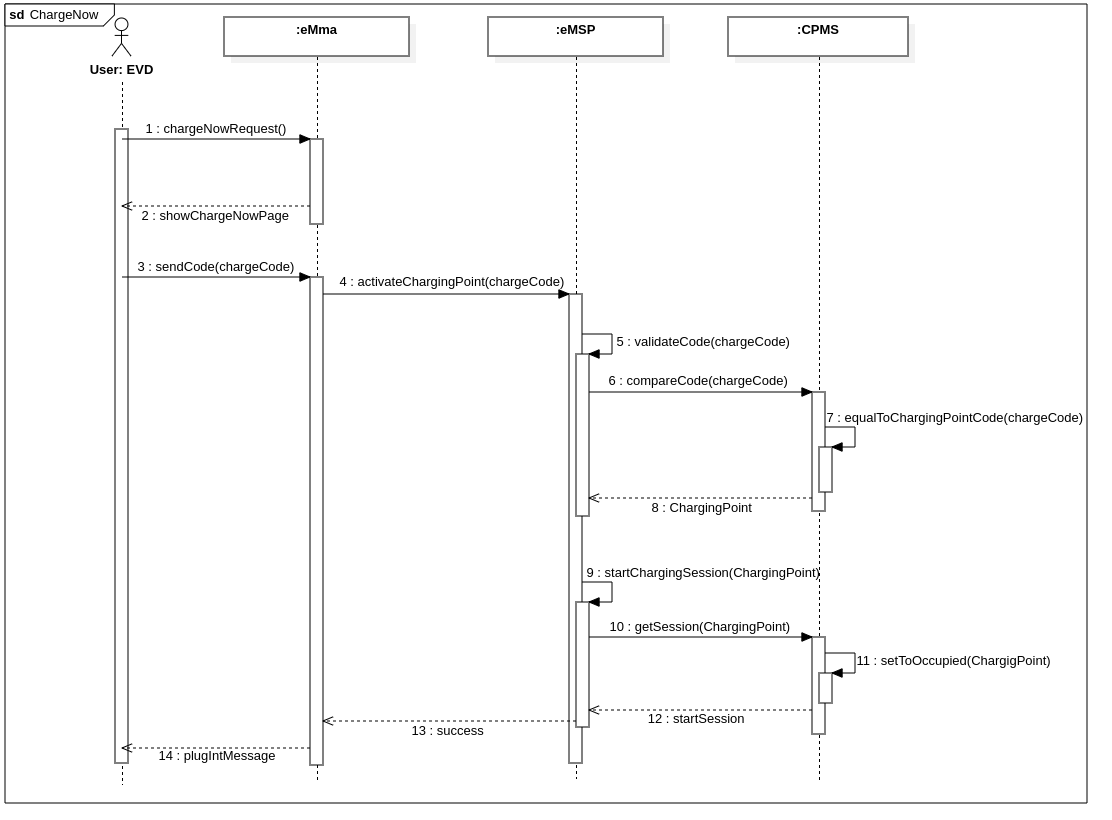 sd ChargeNow
:eMma
:eMSP
:CPMS
User: EVD
1 : chargeNowRequest()
2 : showChargeNowPage
3 : sendCode(chargeCode)
4 : activateChargingPoint(chargeCode)
5 : validateCode(chargeCode)
6 : compareCode(chargeCode)
7 : equalToChargingPointCode(chargeCode)
8 : ChargingPoint
9 : startChargingSession(ChargingPoint)
10 : getSession(ChargingPoint)
11 : setToOccupied(ChargigPoint)
12 : startSession
13 : success
14 : plugIntMessage